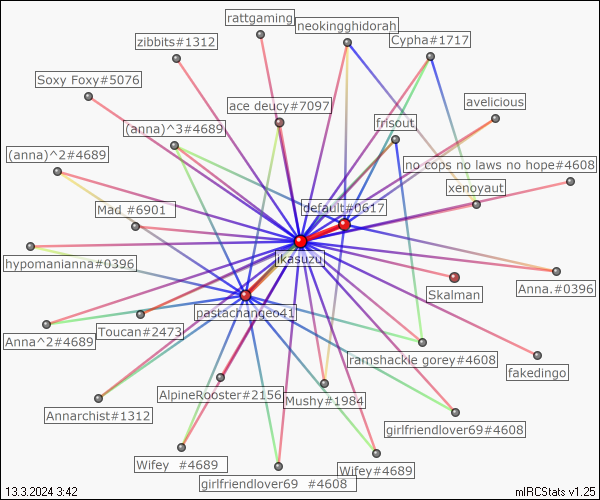 rattgaming
neokingghidorah
zibbits#1312
Cypha#1717
Soxy Foxy#5076
ace deucy#7097
avelicious
(anna)^3#4689
frisout
(anna)^2#4689
no cops no laws no hope#4608
xenoyaut
Mad #6901
default#0617
ikasuzu
hypomanianna#0396
Skalman
Anna.#0396
pastachangeo41
Toucan#2473
Anna^2#4689
ramshackle gorey#4608
fakedingo
AlpineRooster#2156
Mushy#1984
Annarchist#1312
girlfriendlover69#4608
Wifey #4689
Wifey#4689
girlfriendlover69 #4608
13.3.2024 3:42
mIRCStats v1.25